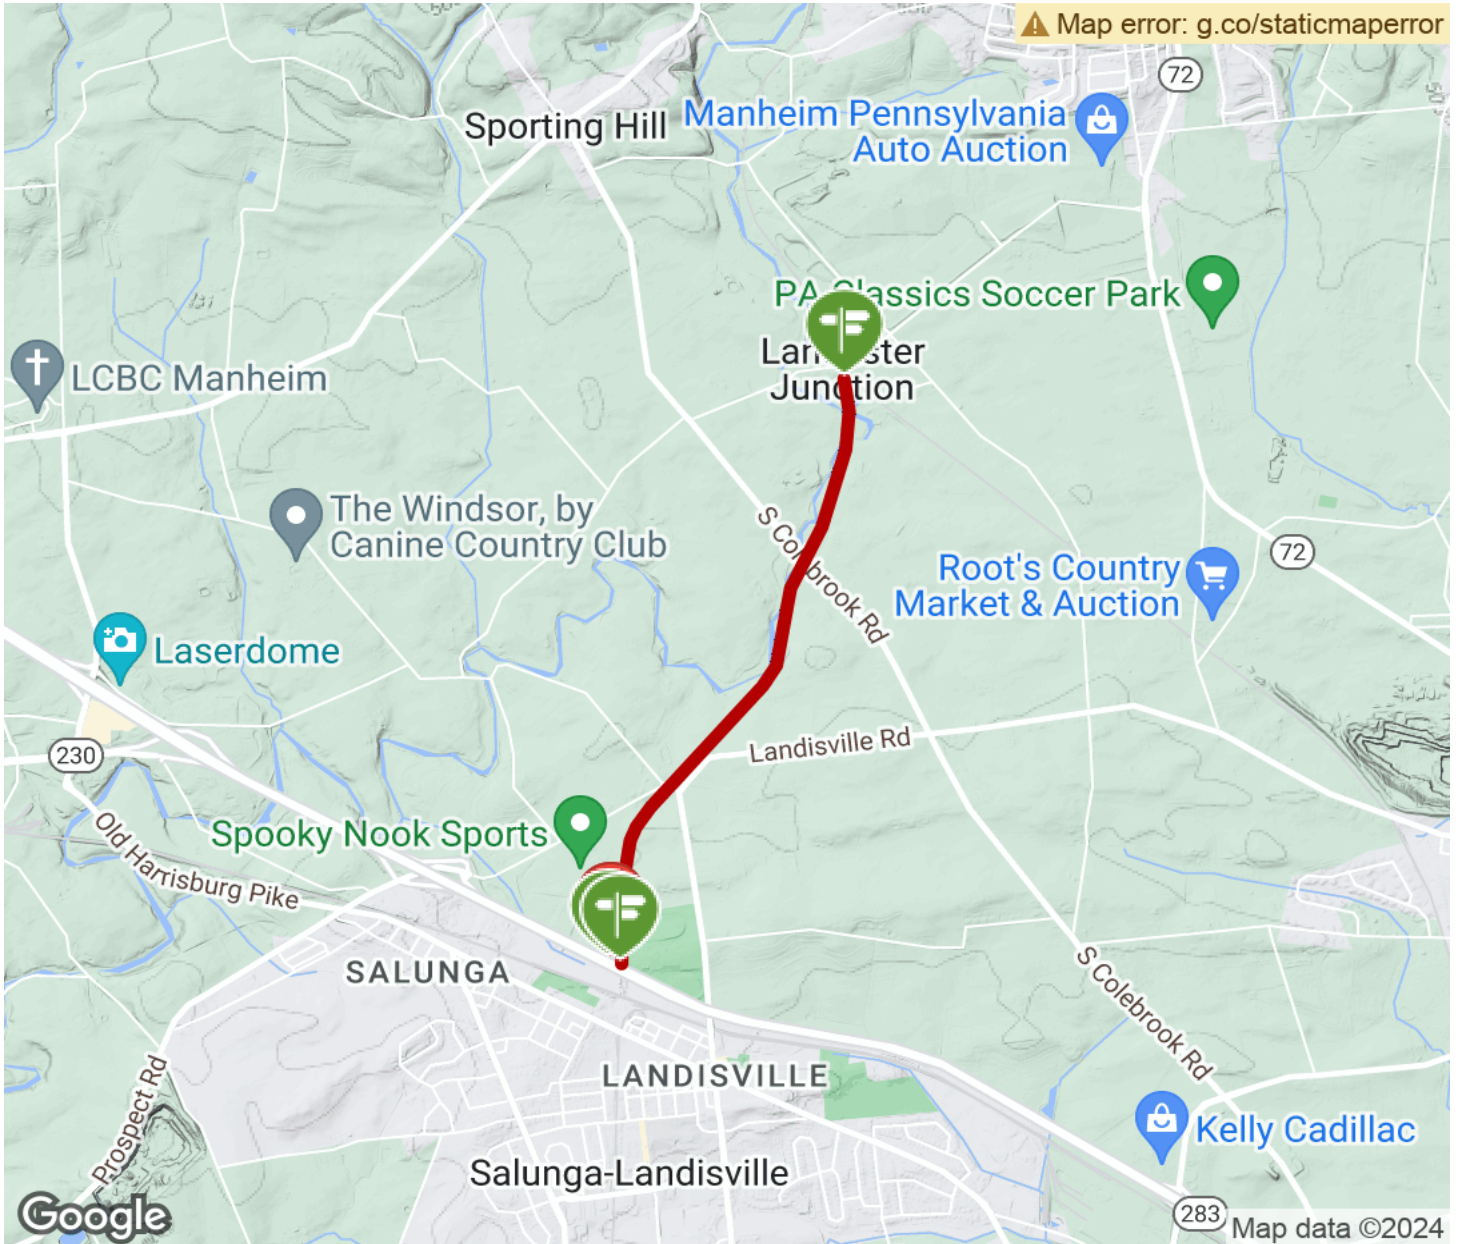 Map error: g.co/staticmaperror
72
Sporting Hill
Manheim Pennsylvania
Auto Auction
PA Classics Soccer Park
Lancaster
Junction
LCBC Manheim
The Windsor, by
Canine Country Club
S Colebrook Rd
72
Root's Country
Market & Auction
Laserdome
230
Landisville Rd
Spooky Nook Sports
Old Harrisburg Pike
SALUNGA
S Colebrook Rd
LANDISVILLE
Prospect Rd
Kelly Cadillac
Salunga-Landisville
283
Google
Map data ©2024